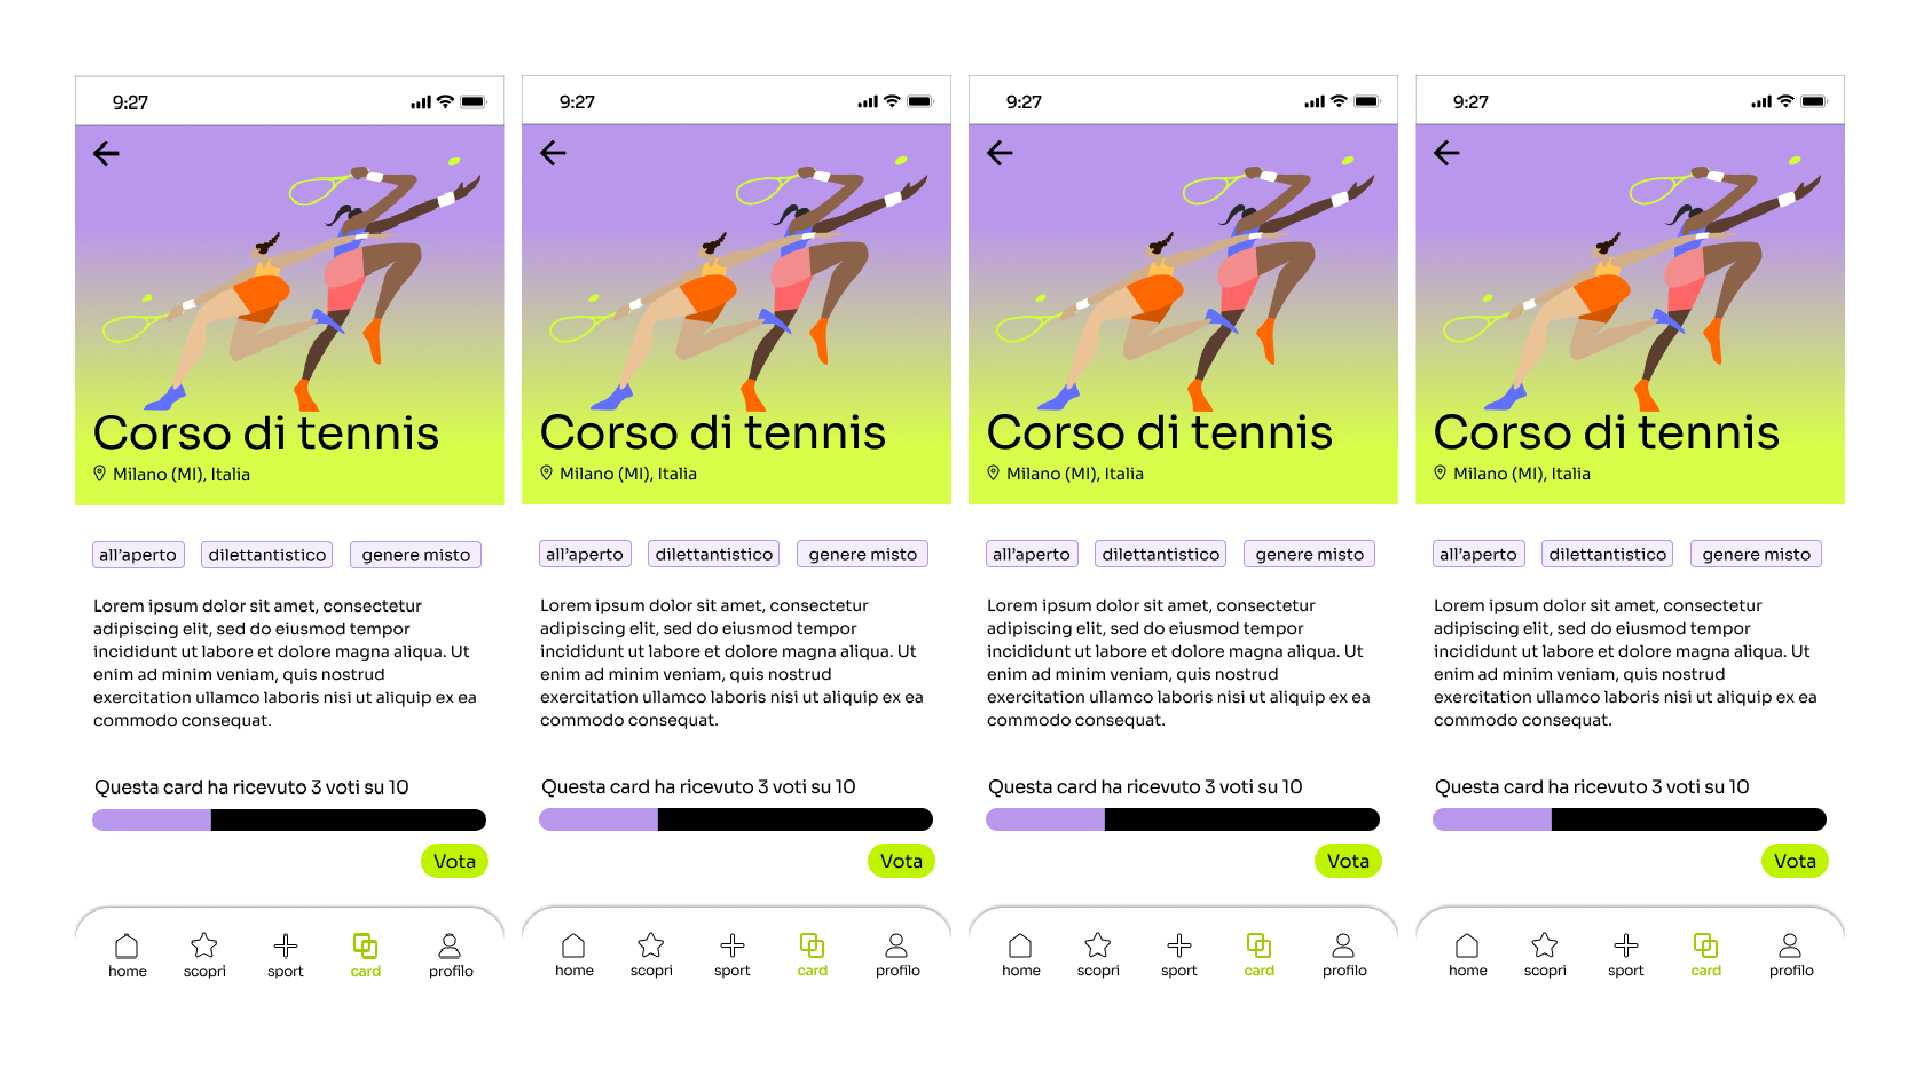 9:27
Corso di tennis
Milano (MI), Italia
all’aperto
dilettantistico
genere misto
Lorem ipsum dolor sit amet, consectetur
adipiscing elit, sed do eiusmod tempor
incididunt ut labore et dolore magna aliqua. Ut
enim ad minim veniam, quis nostrud
exercitation ullamco laboris nisi ut aliquip ex ea
commodo consequat.
Questa card ha ricevuto 3 voti su 10
Vota
home
scopri
sport
card
profilo
9:27
Corso di tennis
Milano (MI), Italia
all’aperto
dilettantistico
genere misto
Lorem ipsum dolor sit amet, consectetur
adipiscing elit, sed do eiusmod tempor
incididunt ut labore et dolore magna aliqua. Ut
enim ad minim veniam, quis nostrud
exercitation ullamco laboris nisi ut aliquip ex ea
commodo consequat.
Questa card ha ricevuto 3 voti su 10
Vota
home
scopri
sport
card
profilo
9:27
Corso di tennis
Milano (MI), Italia
all’aperto
dilettantistico
genere misto
Lorem ipsum dolor sit amet, consectetur
adipiscing elit, sed do eiusmod tempor
incididunt ut labore et dolore magna aliqua. Ut
enim ad minim veniam, quis nostrud
exercitation ullamco laboris nisi ut aliquip ex ea
commodo consequat.
Questa card ha ricevuto 3 voti su 10
Vota
home
scopri
sport
card
profilo
9:27
Corso di tennis
Milano (MI), Italia
all’aperto
dilettantistico
genere misto
Lorem ipsum dolor sit amet, consectetur
adipiscing elit, sed do eiusmod tempor
incididunt ut labore et dolore magna aliqua. Ut
enim ad minim veniam, quis nostrud
exercitation ullamco laboris nisi ut aliquip ex ea
commodo consequat.
Questa card ha ricevuto 3 voti su 10
Vota
home
scopri
sport
card
profilo